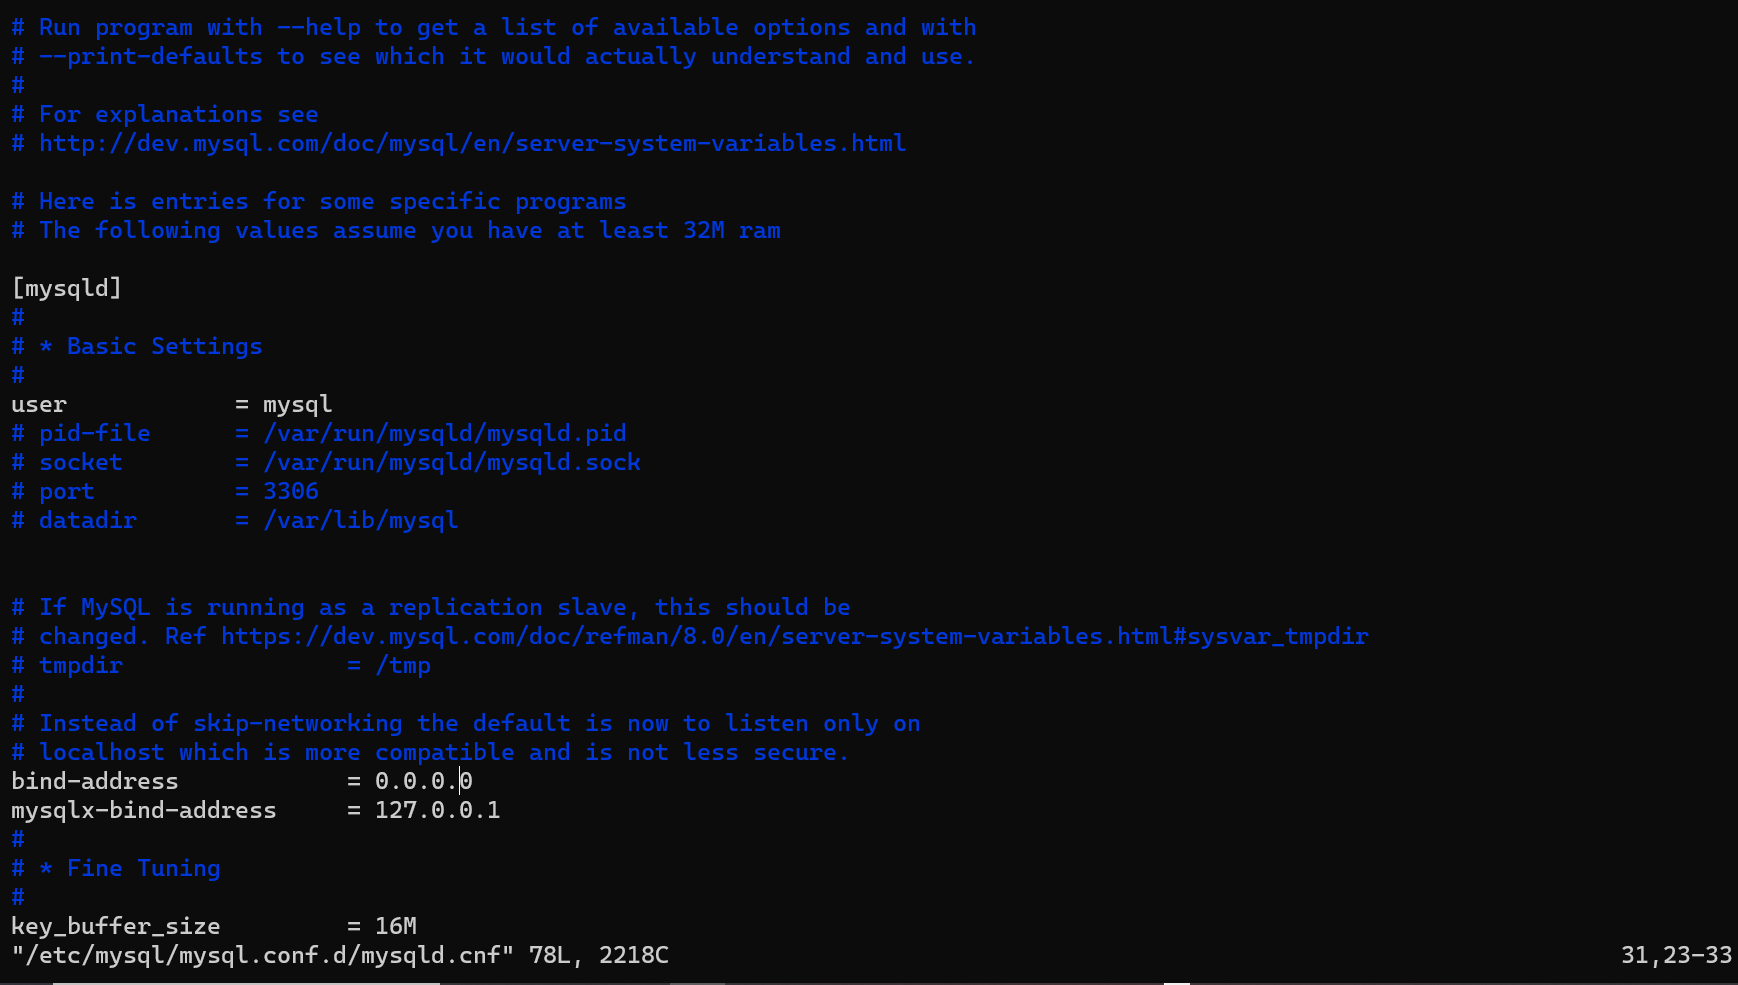 # Run program with --help to get a list of available options and with
# --print-defaults to see which it would actually understand and use.
#
# For explanations see
# http://dev.mysql.com/doc/mysql/en/server-system-variables.html
# Here is entries for some specific programs
# The following values assume you have at least 32M ram
[mysqld]
#
# * Basic Settings
#
user            = mysql
# pid-file      = /var/run/mysqld/mysqld.pid
# socket        = /var/run/mysqld/mysqld.sock
# port          = 3306
# datadir       = /var/lib/mysql
# If MySQL is running as a replication slave, this should be
# changed. Ref https://dev.mysql.com/doc/refman/8.0/en/server-system-variables.html#sysvar_tmpdir
# tmpdir                = /tmp
#
# Instead of skip-networking the default is now to listen only on
# localhost which is more compatible and is not less secure.
bind-address            = 0.0.0.0
mysqlx-bind-address     = 127.0.0.1
#
# * Fine Tuning
#
key_buffer_size         = 16M
"/etc/mysql/mysql.conf.d/mysqld.cnf" 78L, 2218C 31,23-33